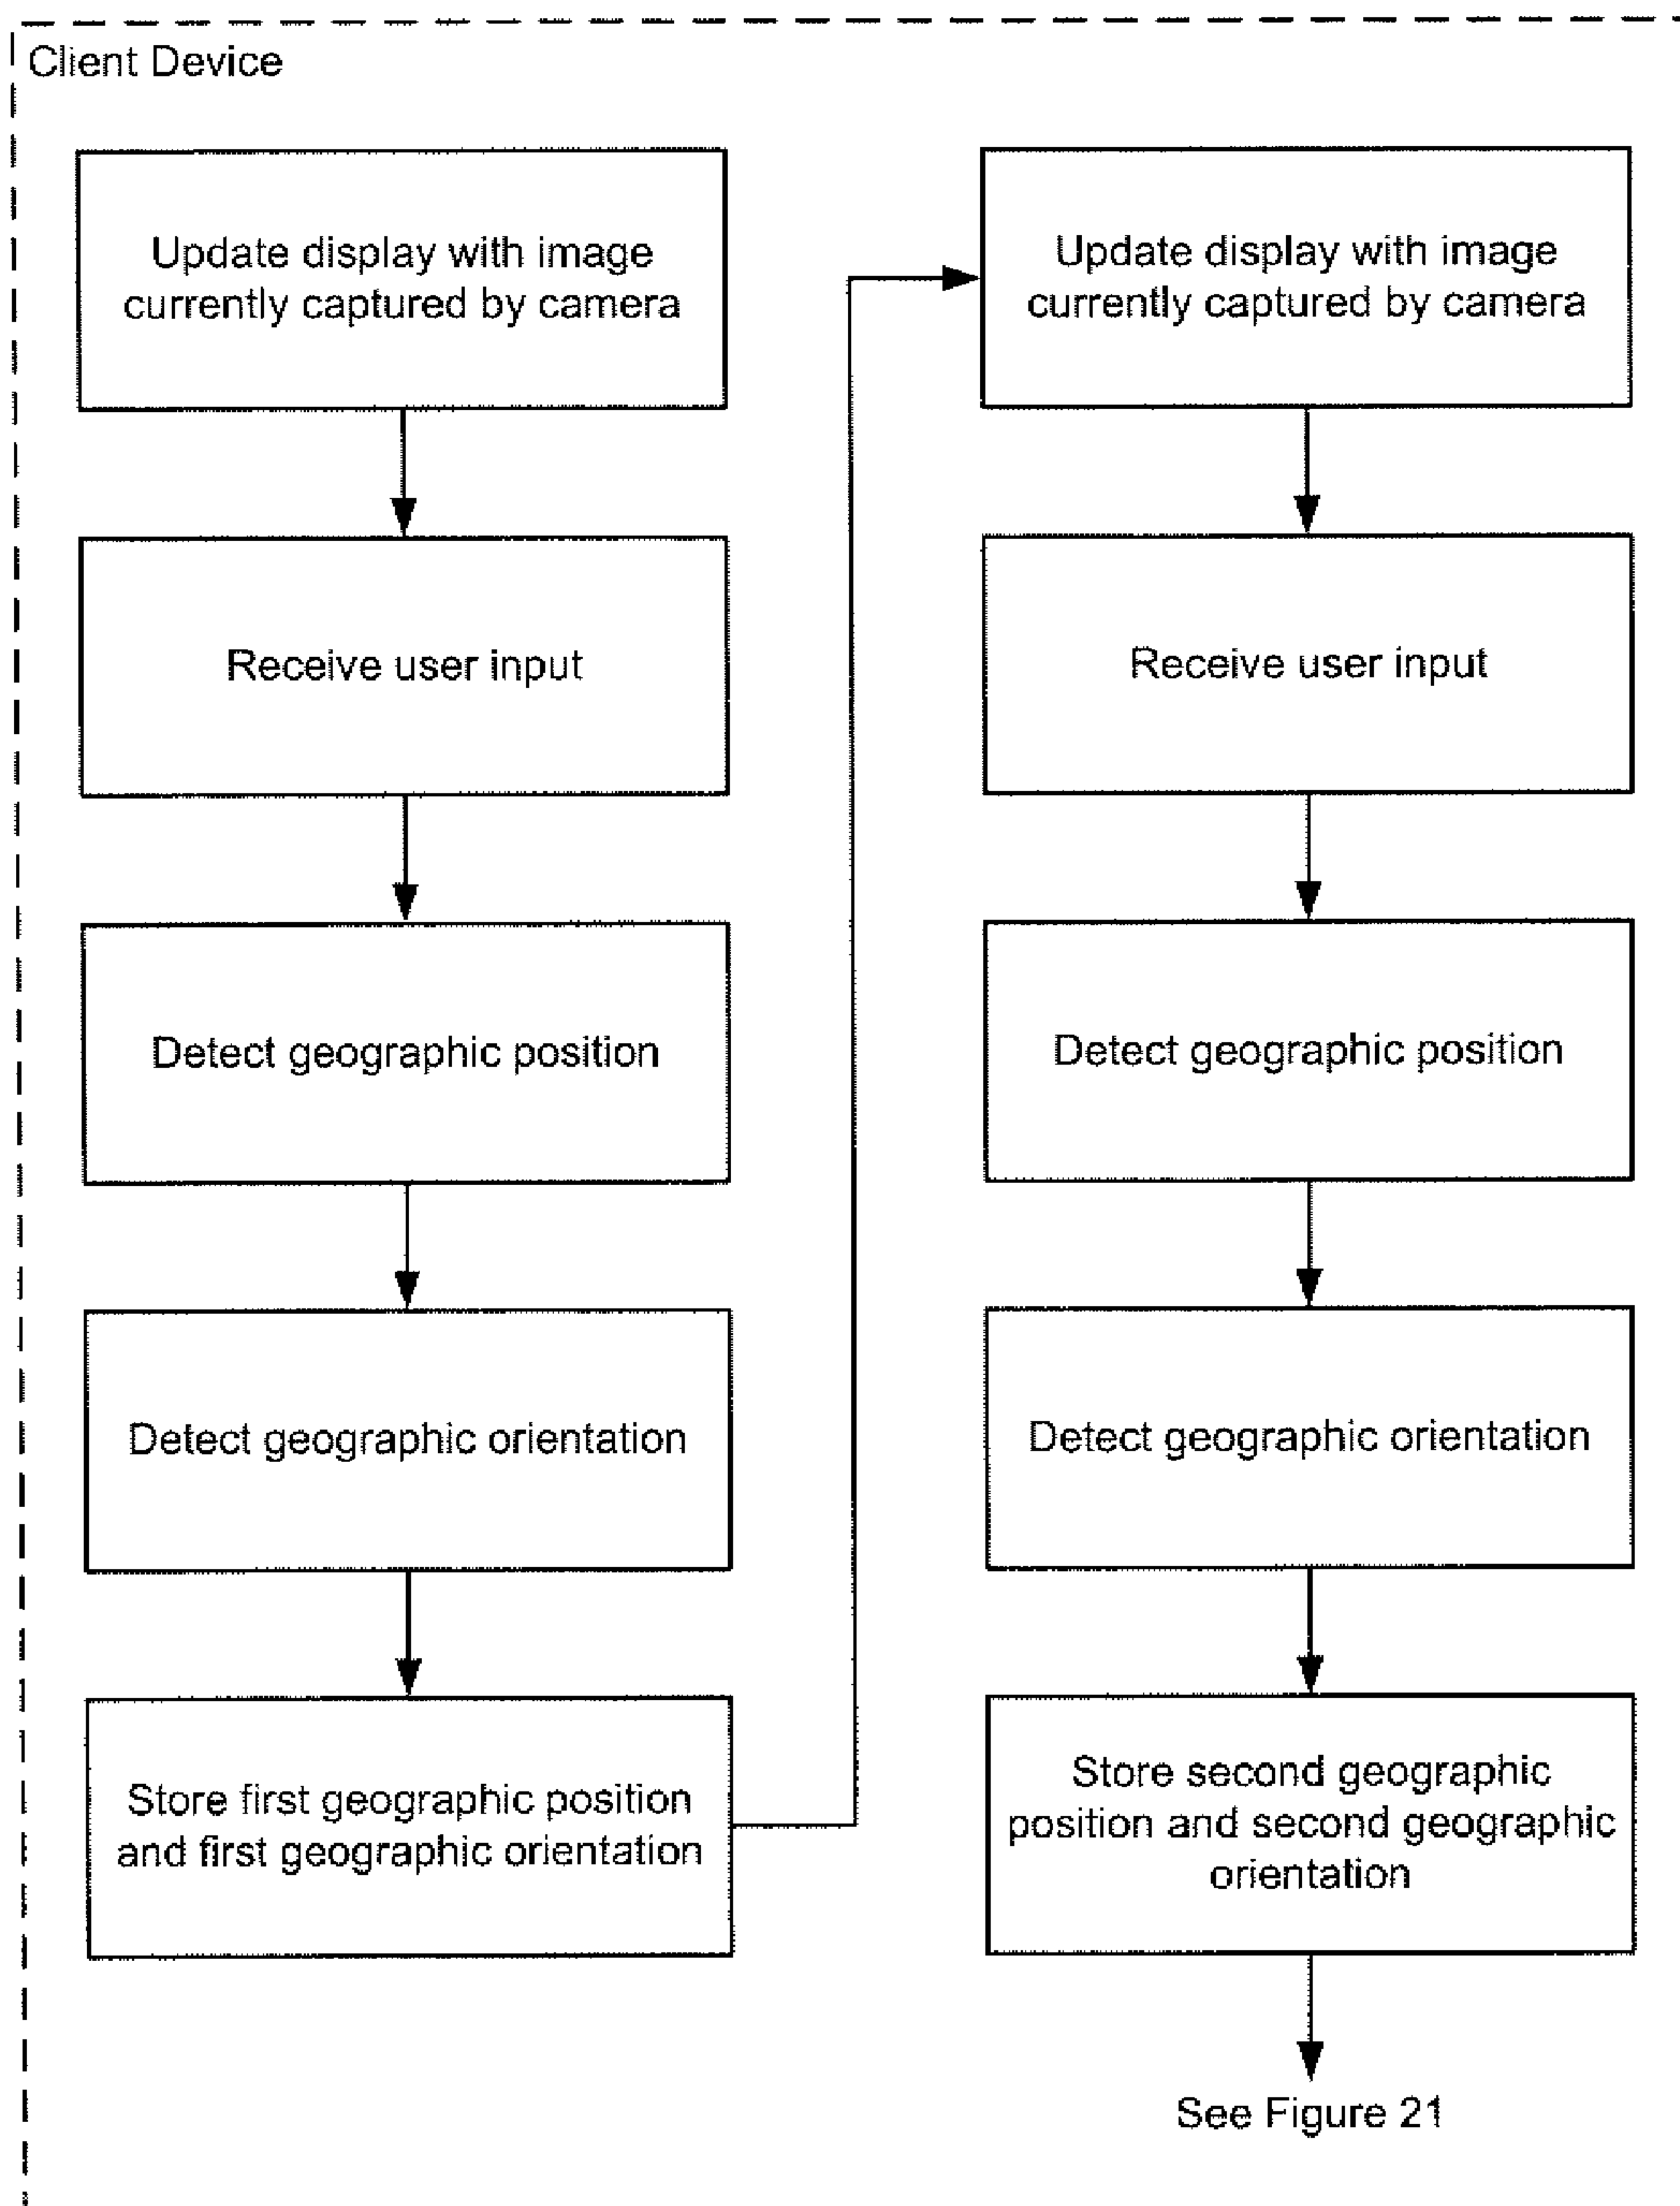 Client Device
Update display with image
currently captured by camera
Receive user input
Detect geographic position
Detect geographic orientation
Store first geographic position
and first geographic orientation
Update display with image
currently captured by camera
Receive user input
Detect geographic position
Detect geographic orientation
Store second geographic
position and second geographic
orientation
See Figure 21